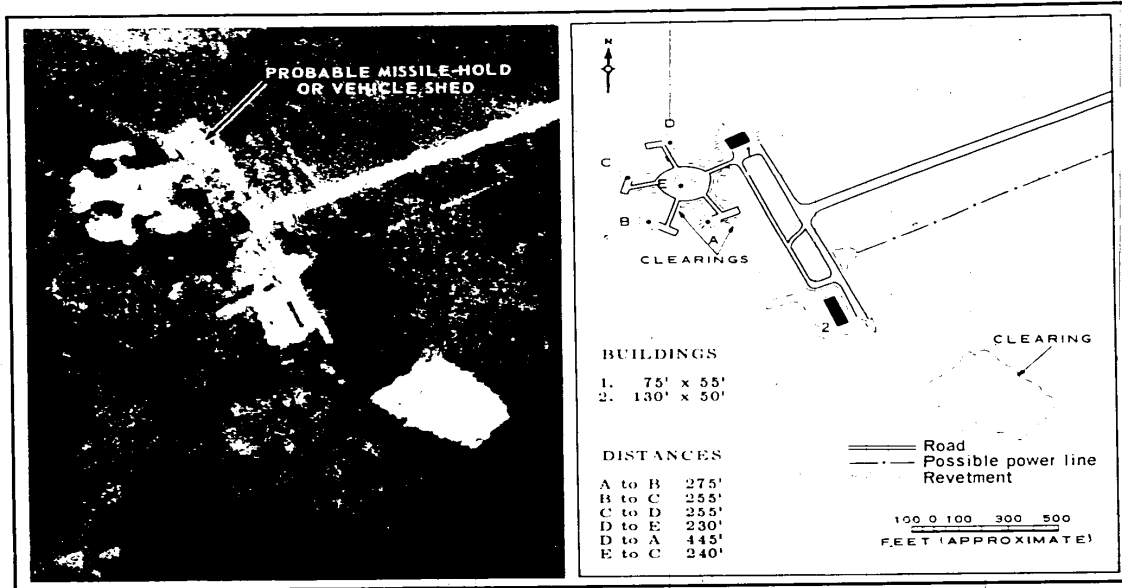 PROBABLE MISSILE-HOLD
OR VEHICLE SHED
N
D
C
E
B
A
1
2
CLEARINGS
CLEARING
BUILDINGS
1. 75' x 55'
2. 130' x 50'
DISTANCES
A to B 275'
B to C 255'
C to D 255'
D to E 230'
D to A 445'
E to C 240'
Road
Possible power line
Revetment
100 0 100 300 500
FEET (APPROXIMATE)